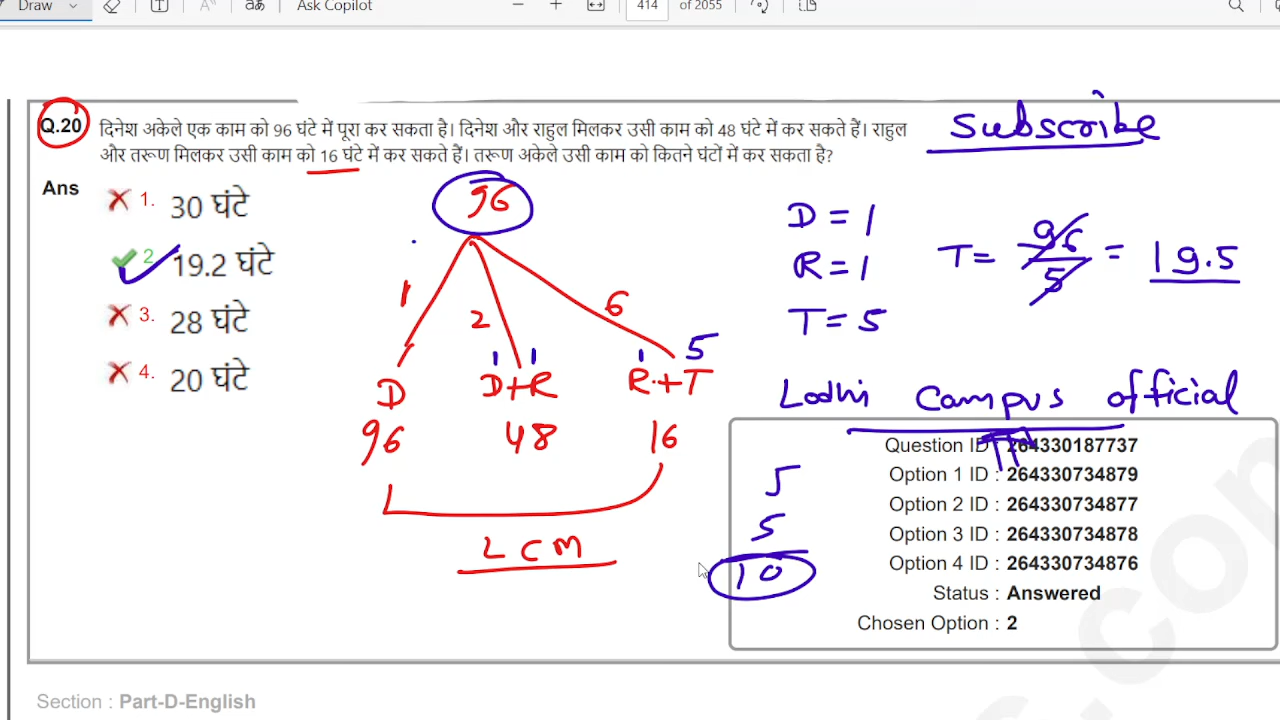 Draw
Ask Copilot
414 of 2055
Subscribe
Q.20 दिनेश अकेले एक काम को 96 घंटे में पूरा कर सकता है। दिनेश और राहुल मिलकर उसी काम को 48 घंटे में कर सकते हैं। राहुल
और तरूण मिलकर उसी काम को 16 घंटे में कर सकते हैं। तरूण अकेले उसी काम को कितने घंटों में कर सकता है?
Ans
1. 30 घंटे
2 19.2 घंटे
3. 28 घंटे
4. 20 घंटे
96
1 2 6
1 1 1 5
D D+R R+T
96 48 16
LCM
D = 1
R = 1
T = 5
T = 96/5 = 19.5
Lodhi Campus official
5
5
10
Question ID : 264330187737
Option 1 ID : 264330734879
Option 2 ID : 264330734877
Option 3 ID : 264330734878
Option 4 ID : 264330734876
Status : Answered
Chosen Option : 2
Section : Part-D-English